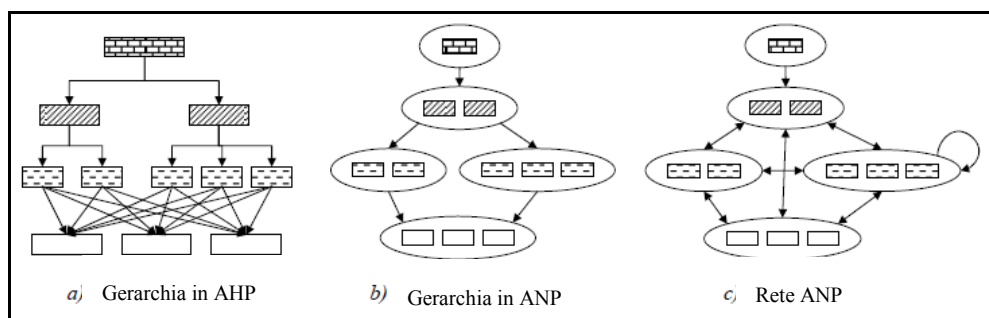 a) Gerarchia in AHP
b) Gerarchia in ANP
c) Rete ANP